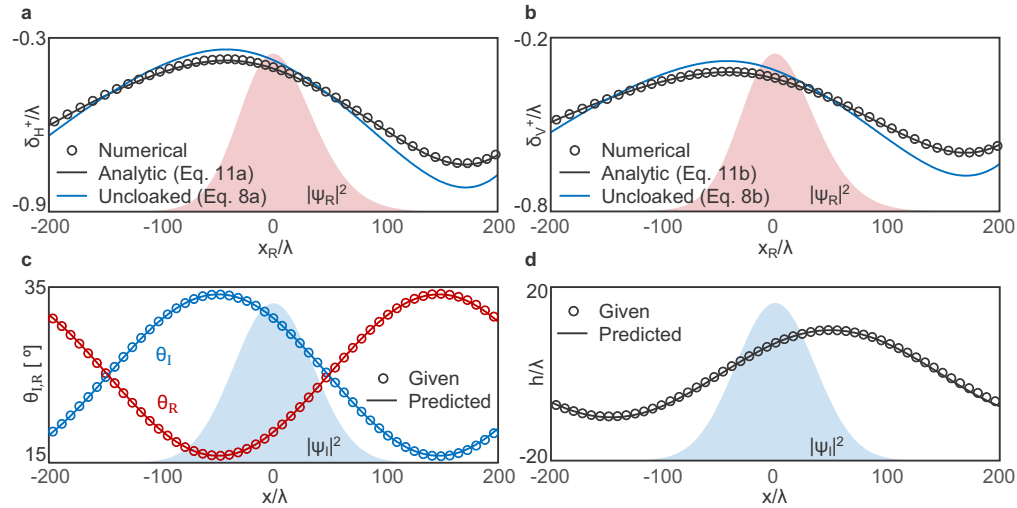 a
-0.3
δH+/λ
-0.9
Numerical
Analytic (Eq. 11a)
Uncloaked (Eq. 8a)
|ψR|2
-200 -100 0 100 200
xR/λ
b
-0.2
δV+/λ
-0.8
Numerical
Analytic (Eq. 11b)
Uncloaked (Eq. 8b)
|ψR|2
-200 -100 0 100 200
xR/λ
c
35
θI,R [º]
15
θI
θR
Given
Predicted
|ψI|2
-200 -100 0 100 200
x/λ
d
20
h/λ
-20
Given
Predicted
|ψI|2
-200 -100 0 100 200
x/λ